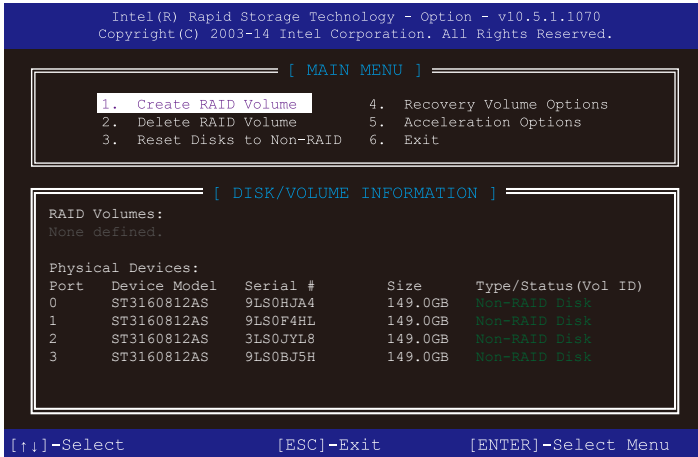 Intel(R) Rapid Storage Technology - Option - v10.5.1.1070
Copyright(C) 2003-14 Intel Corporation. All Rights Reserved.
[ MAIN MENU ]
1. Create RAID Volume 4. Recovery Volume Options
2. Delete RAID Volume 5. Acceleration Options
3. Reset Disks to Non-RAID 6. Exit
[ DISK/VOLUME INFORMATION ]
RAID Volumes:
None defined.
Physical Devices:
Port Device Model Serial # Size Type/Status(Vol ID)
0 ST3160812AS 9LS0HJA4 149.0GB Non-RAID Disk
1 ST3160812AS 9LS0F4HL 149.0GB Non-RAID Disk
2 ST3160812AS 3LS0JYL8 149.0GB Non-RAID Disk
3 ST3160812AS 9LS0BJ5H 149.0GB Non-RAID Disk
[↑↓]-Select [ESC]-Exit [ENTER]-Select Menu